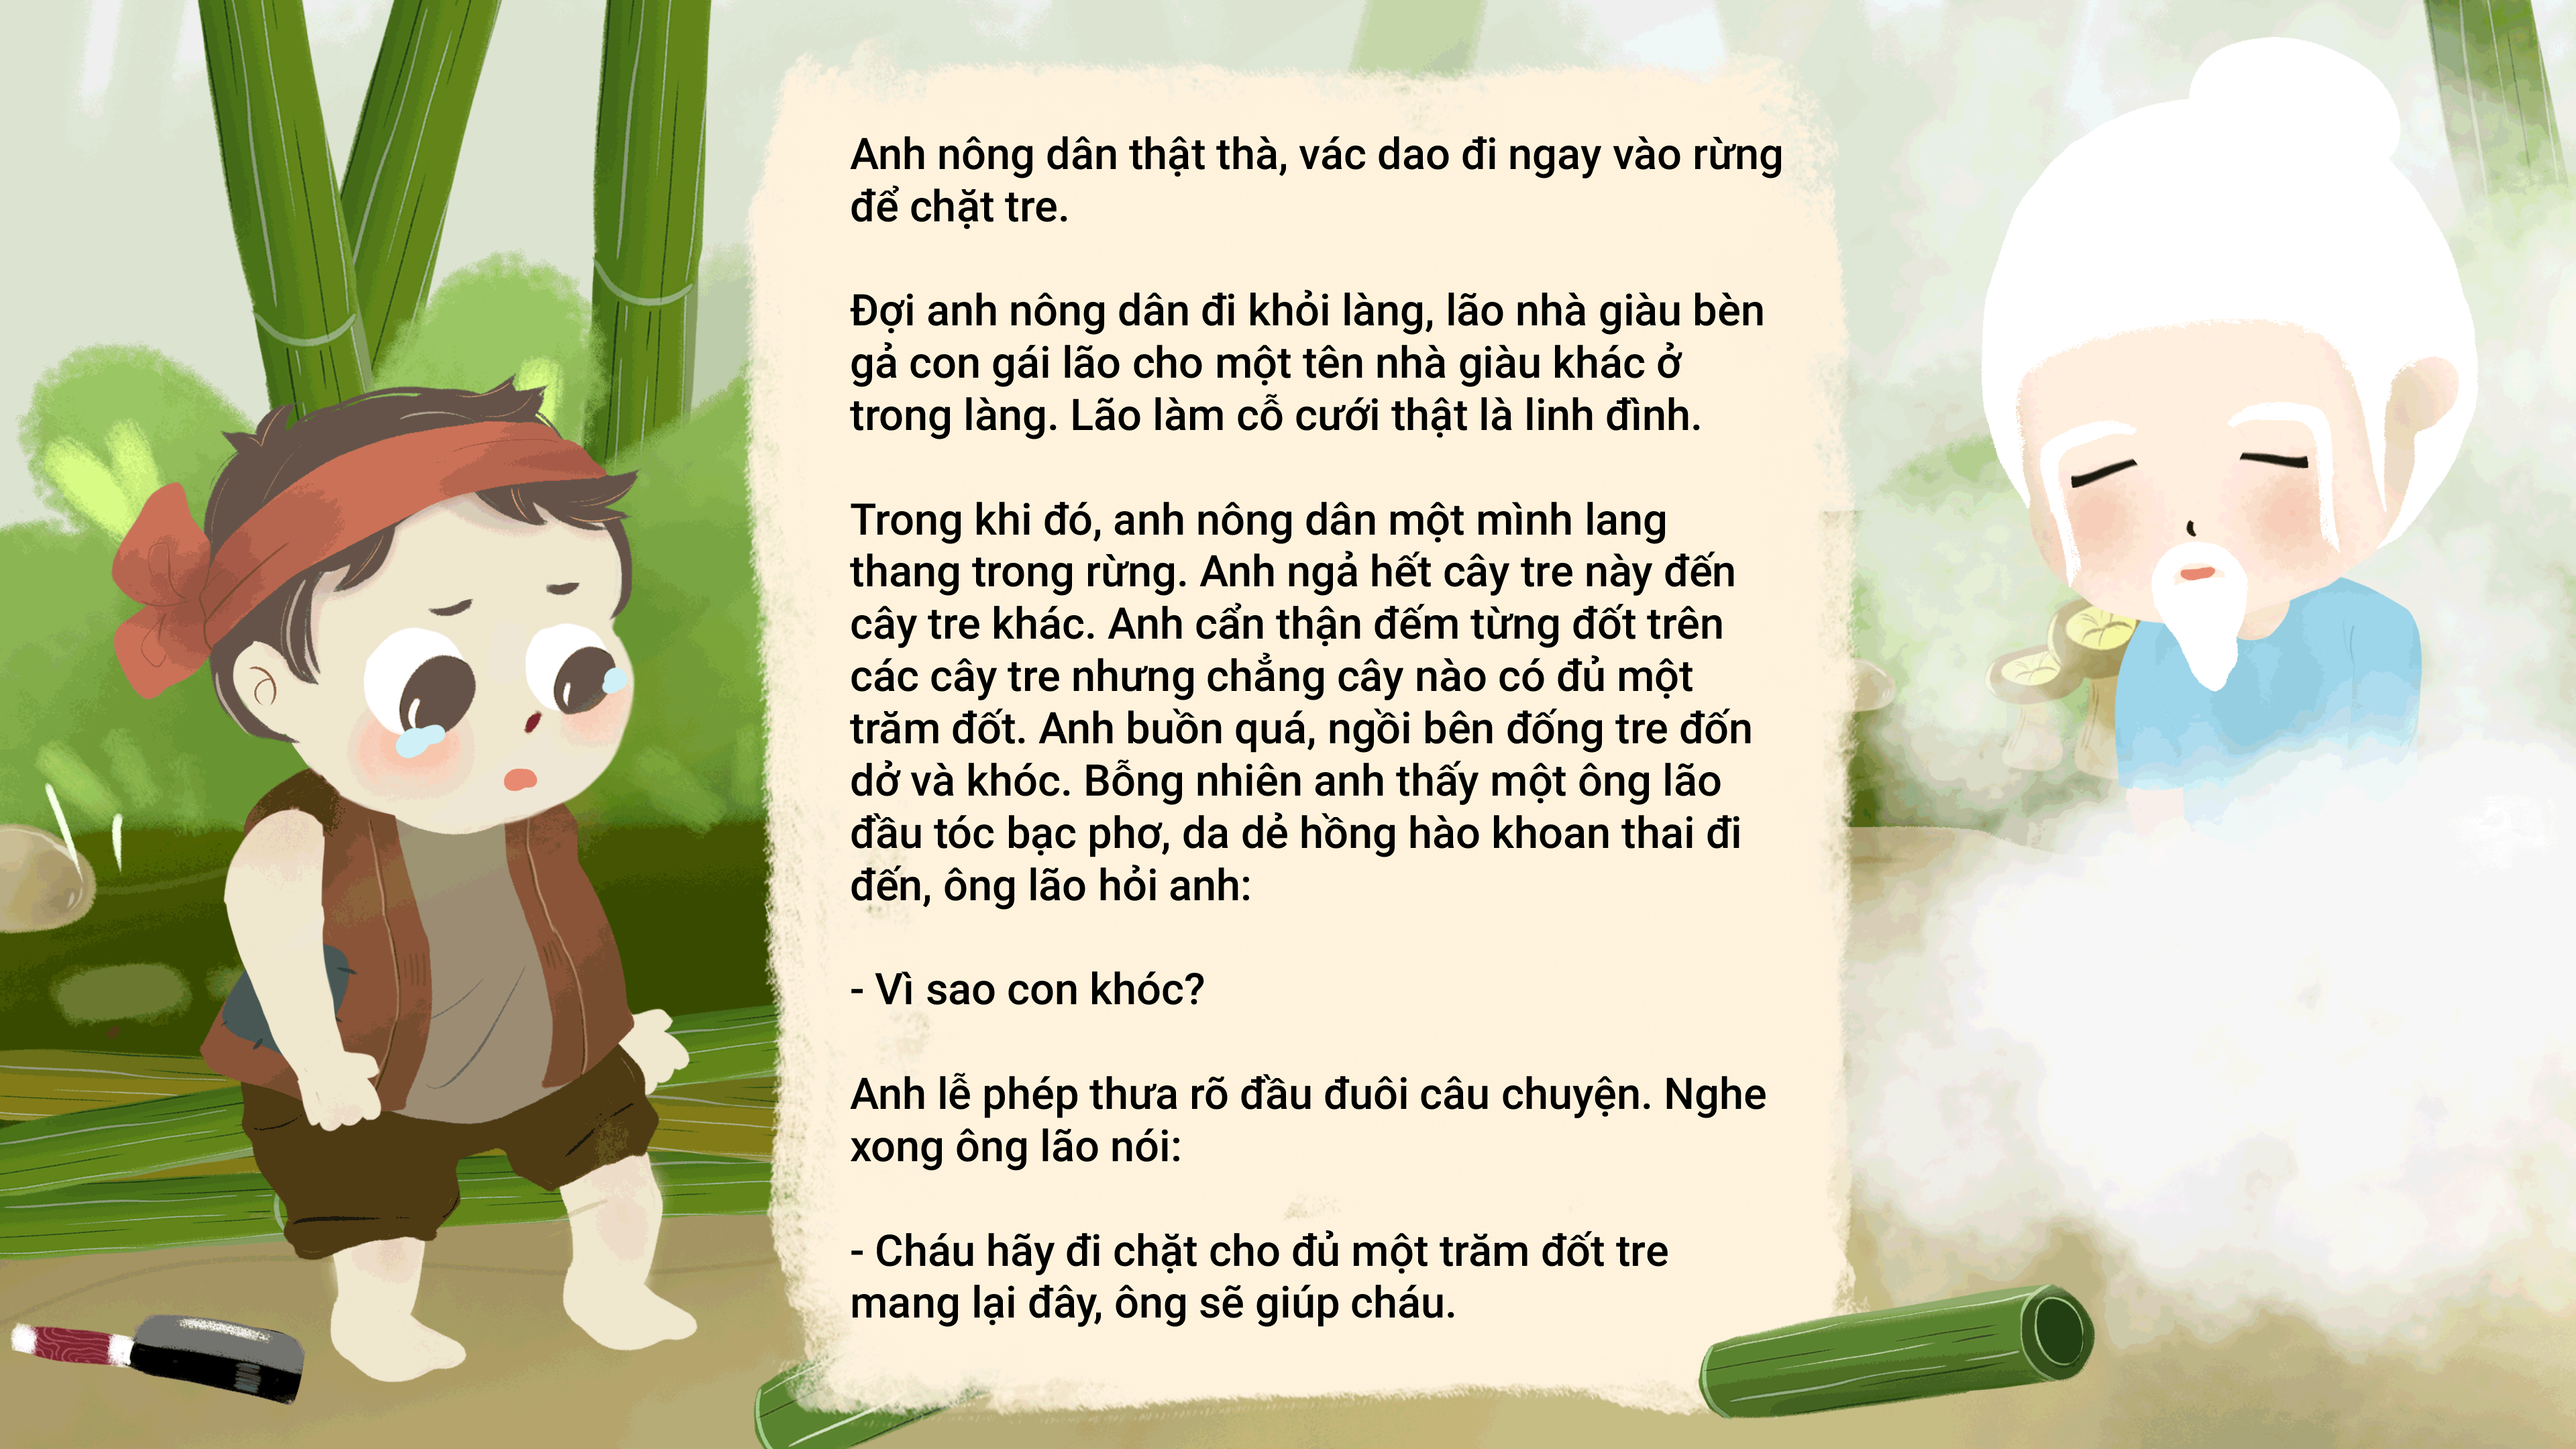 Anh nông dân thật thà, vác dao đi ngay vào rừng
để chặt tre.
Đợi anh nông dân đi khỏi làng, lão nhà giàu bèn
gả con gái lão cho một tên nhà giàu khác ở
trong làng. Lão làm cỗ cưới thật là linh đình.
Trong khi đó, anh nông dân một mình lang
thang trong rừng. Anh ngả hết cây tre này đến
cây tre khác. Anh cẩn thận đếm từng đốt trên
các cây tre nhưng chẳng cây nào có đủ một
trăm đốt. Anh buồn quá, ngồi bên đống tre đốn
dở và khóc. Bỗng nhiên anh thấy một ông lão
đầu tóc bạc phơ, da dẻ hồng hào khoan thai đi
đến, ông lão hỏi anh:
- Vì sao con khóc?
Anh lễ phép thưa rõ đầu đuôi câu chuyện. Nghe
xong ông lão nói:
- Cháu hãy đi chặt cho đủ một trăm đốt tre
mang lại đây, ông sẽ giúp cháu.